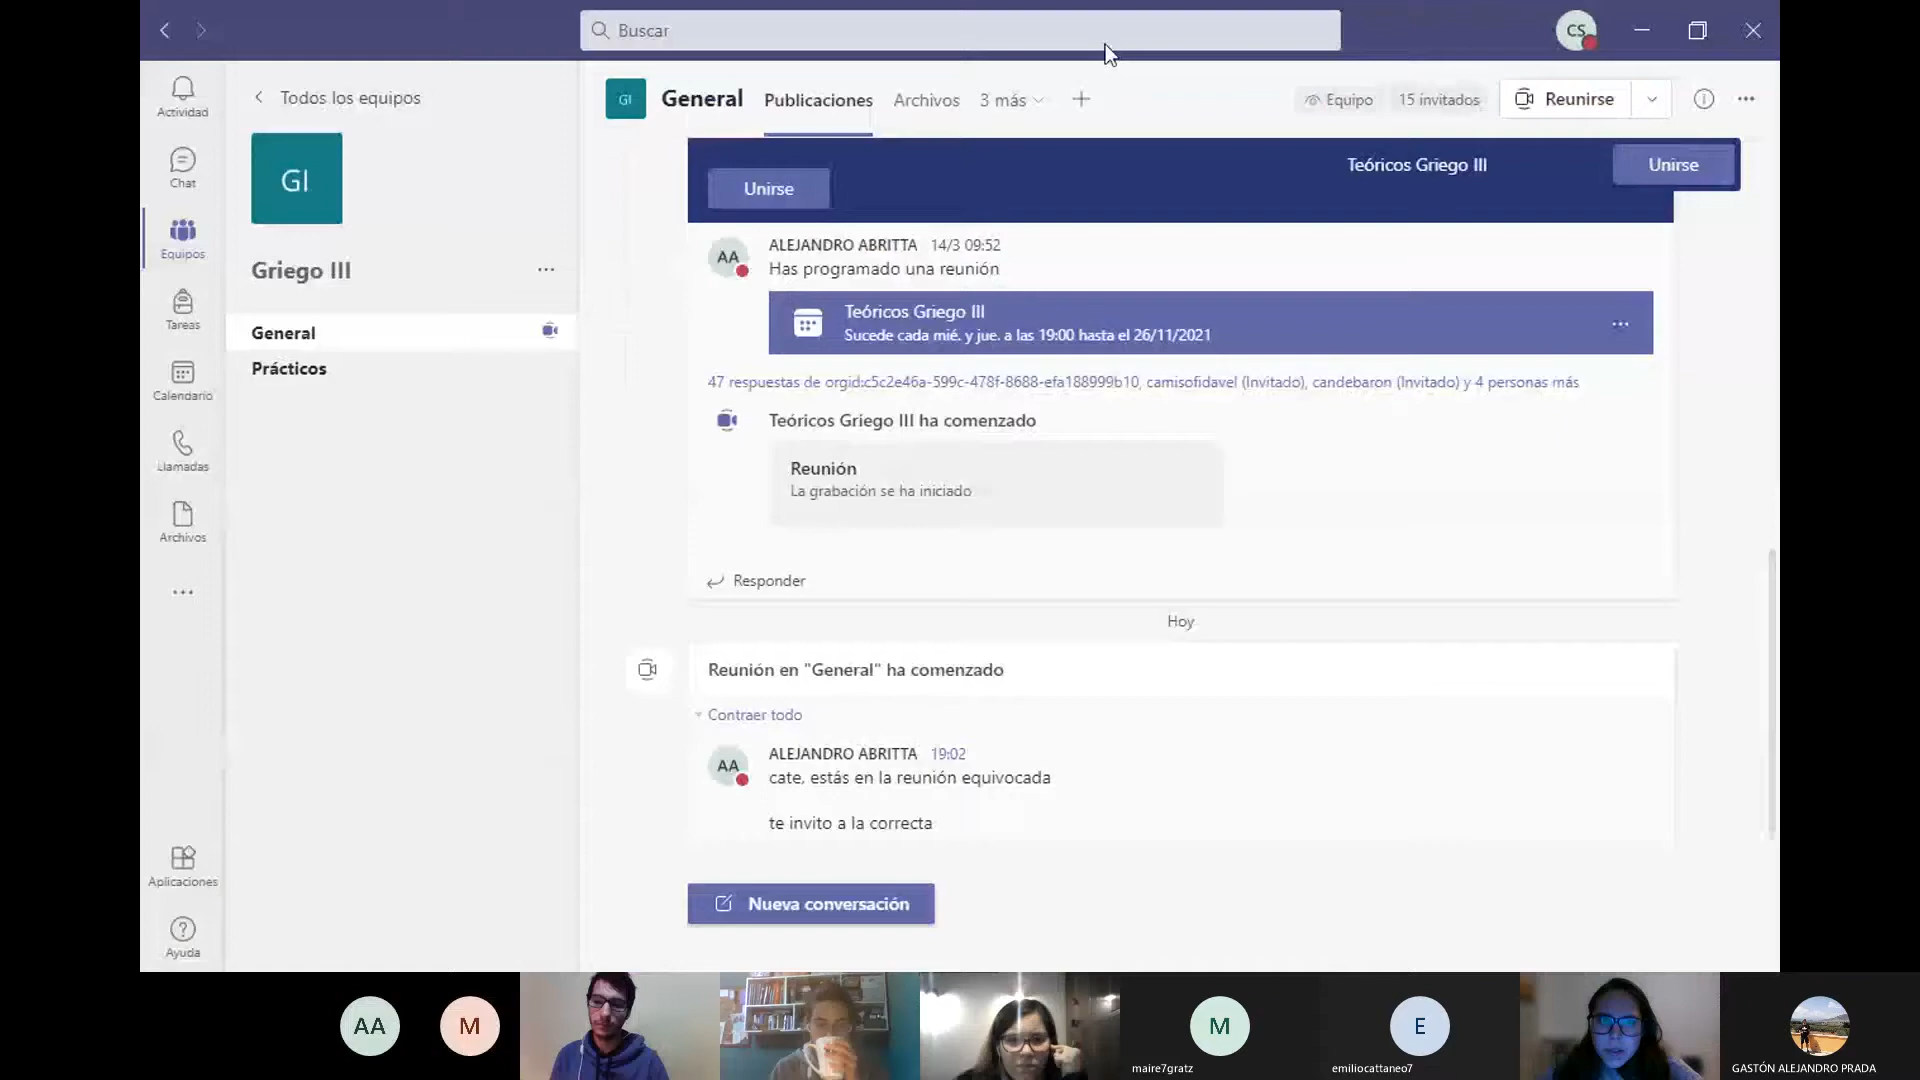 Buscar
CS
Actividad
Chat
Equipos
Tareas
Calendario
Llamadas
Archivos
Aplicaciones
Ayuda
Todos los equipos
GI
Griego III
General
Prácticos
GI
General
Publicaciones
Archivos
3 más
Equipo
15 invitados
Reunirse
Teóricos Griego III
Unirse
Unirse
AA
ALEJANDRO ABRITTA 14/3 09:52
Has programado una reunión
Teóricos Griego III
Sucede cada mié. y jue. a las 19:00 hasta el 26/11/2021
47 respuestas de orgid:c5c2e46a-599c-478f-8688-efa188999b10, camisofidavel (Invitado), candebaron (Invitado) y 4 personas más
Teóricos Griego III ha comenzado
Reunión
La grabación se ha iniciado
Responder
Hoy
Reunión en "General" ha comenzado
Contraer todo
AA
ALEJANDRO ABRITTA 19:02
cate, estás en la reunión equivocada
te invito a la correcta
Nueva conversación
AA
M
M
maire7gratz
E
emiliocattaneo7
GASTÓN ALEJANDRO PRADA